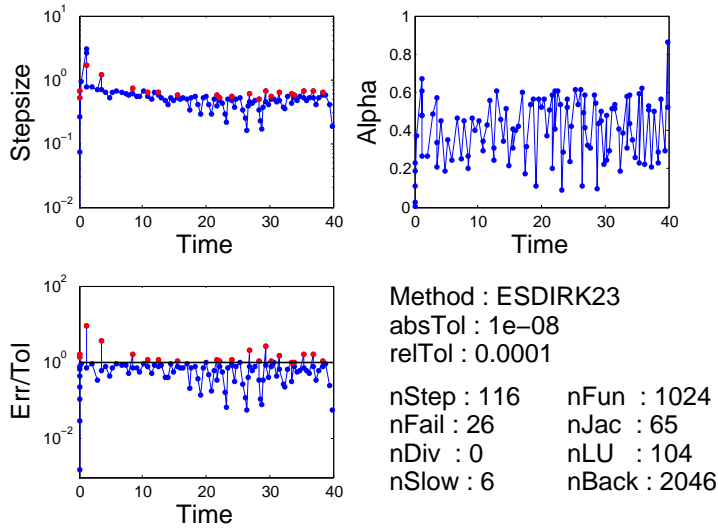 10^1
10^0
10^−1
10^−2
0 10 20 30 40
Stepsize
Time
1
0.8
0.6
0.4
0.2
0
0 10 20 30 40
Alpha
Time
10^2
10^0
10^−2
0 10 20 30 40
Err/Tol
Time
Method : ESDIRK23
absTol : 1e−08
relTol : 0.0001
nStep : 116 nFun : 1024
nFail : 26 nJac : 65
nDiv : 0 nLU : 104
nSlow : 6 nBack : 2046